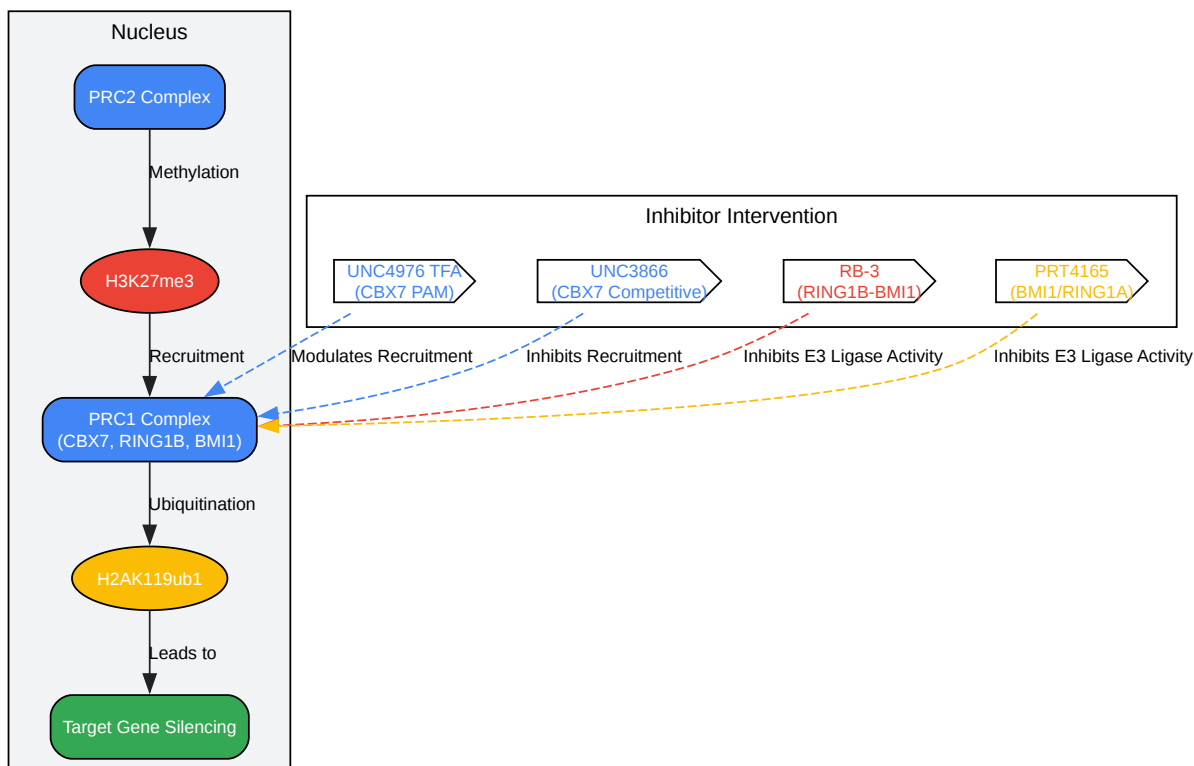 Nucleus
PRC2 Complex
Methylation
H3K27me3
Recruitment
PRC1 Complex
(CBX7, RING1B, BMI1)
Ubiquitination
H2AK119ub1
Leads to
Target Gene Silencing
Inhibitor Intervention
UNC4976 TFA
(CBX7 PAM)
UNC3866
(CBX7 Competitive)
RB-3
(RING1B-BMI1)
PRT4165
(BMI1/RING1A)
Modulates Recruitment
Inhibits Recruitment
Inhibits E3 Ligase Activity
Inhibits E3 Ligase Activity